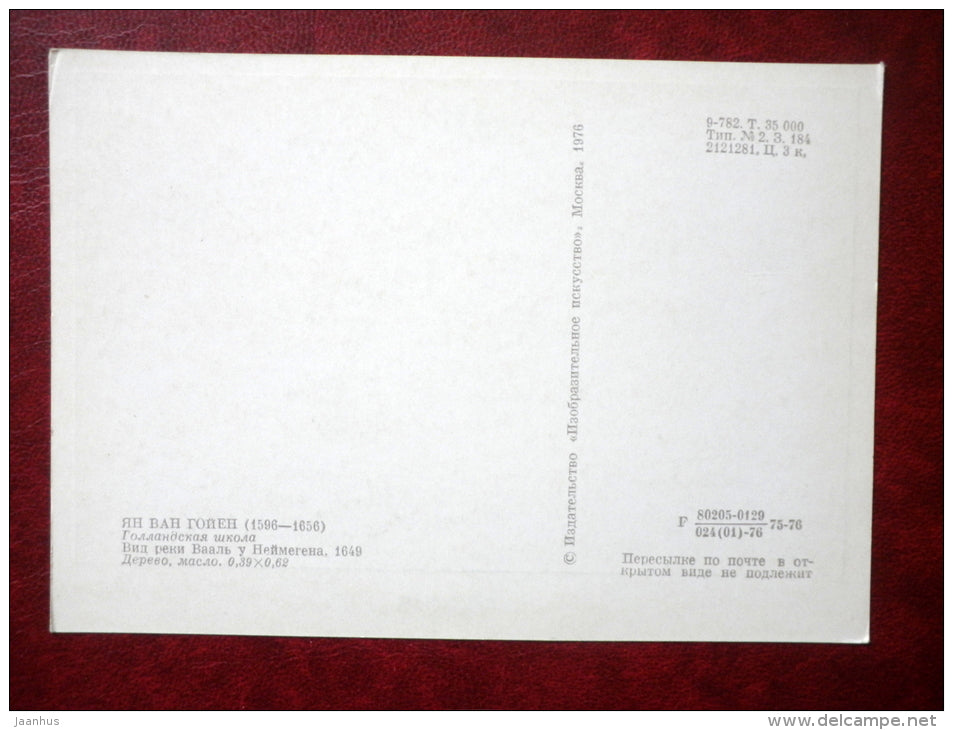 9-782. Т. 35 000
Тип. № 2. З. 184
2121281. Ц. 3 к.
© Издательство «Изобразительное искусство». Москва. 1976
ЯН ВАН ГОЙЕН (1596—1656)
Голландская школа
Вид реки Вааль у Неймегена. 1649
Дерево, масло. 0,39×0,62
F 80205-0129 75-76
024(01)-76
Пересылке по почте в от-
крытом виде не подлежит
jaanhus
www.delcampe.net